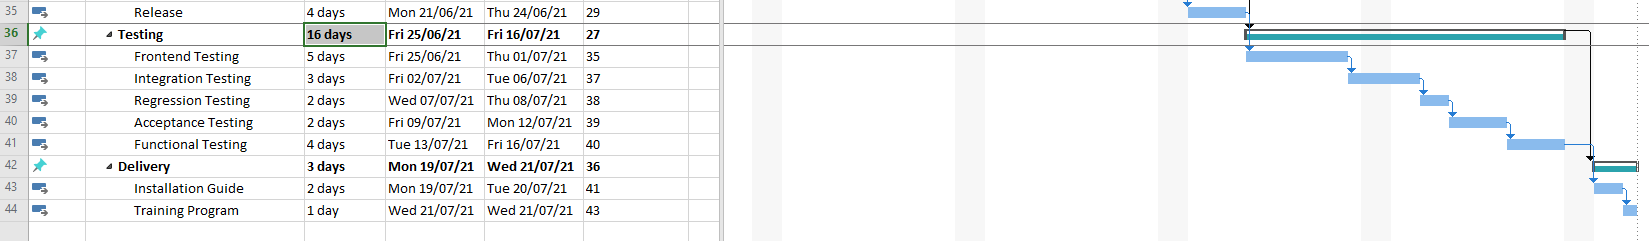 35 Release 4 days Mon 21/06/21 Thu 24/06/21 29
36 Testing 16 days Fri 25/06/21 Fri 16/07/21 27
37 Frontend Testing 5 days Fri 25/06/21 Thu 01/07/21 35
38 Integration Testing 3 days Fri 02/07/21 Tue 06/07/21 37
39 Regression Testing 2 days Wed 07/07/21 Thu 08/07/21 38
40 Acceptance Testing 2 days Fri 09/07/21 Mon 12/07/21 39
41 Functional Testing 4 days Tue 13/07/21 Fri 16/07/21 40
42 Delivery 3 days Mon 19/07/21 Wed 21/07/21 36
43 Installation Guide 2 days Mon 19/07/21 Tue 20/07/21 41
44 Training Program 1 day Wed 21/07/21 Wed 21/07/21 43